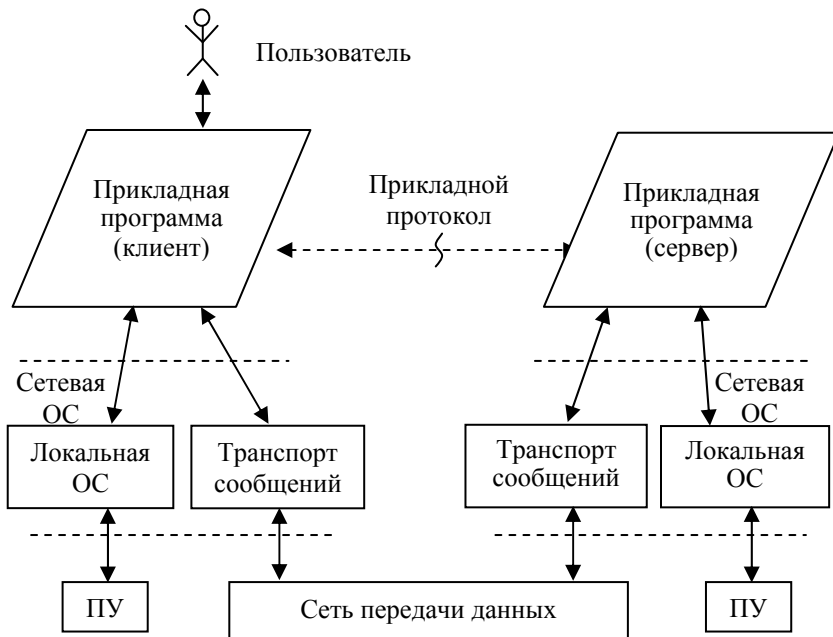 Пользователь
Прикладная
программа
(клиент)
Прикладной
протокол
Прикладная
программа
(сервер)
Сетевая
ОС
Сетевая
ОС
Локальная
ОС
Транспорт
сообщений
Транспорт
сообщений
Локальная
ОС
ПУ
Сеть передачи данных
ПУ